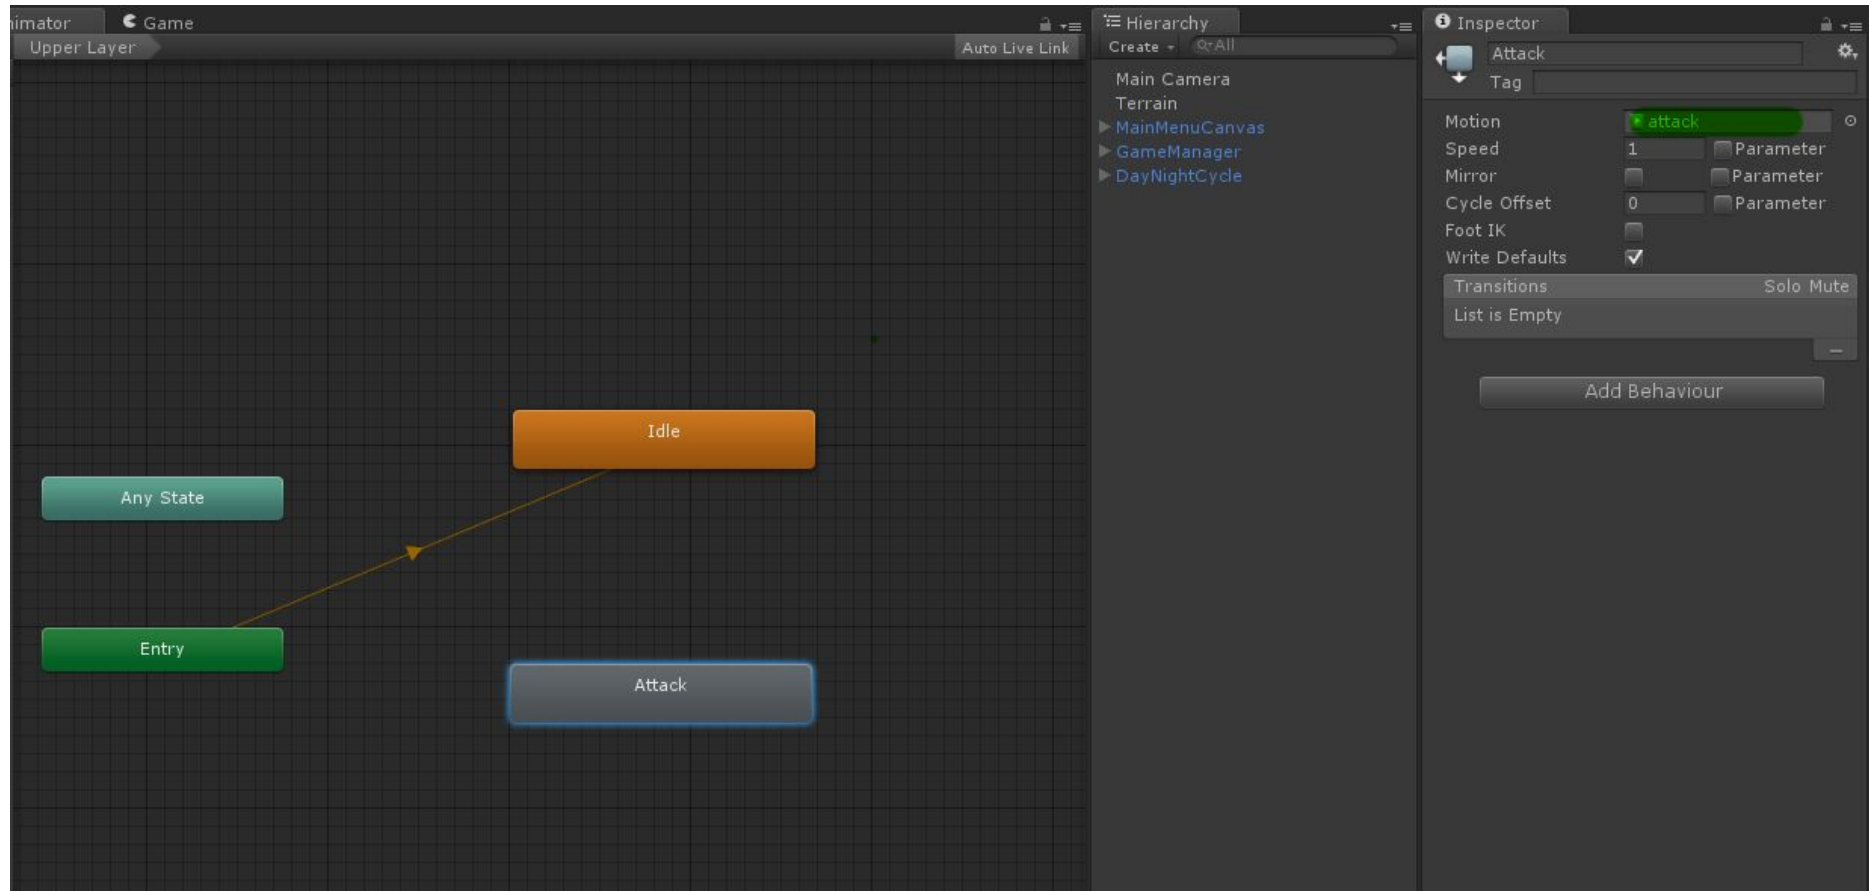 nimator
Game
Upper Layer
Auto Live Link
Idle
Any State
Entry
Attack
Hierarchy
Create
All
Main Camera
Terrain
MainMenuCanvas
GameManager
DayNightCycle
Inspector
Attack
Tag
Motion attack
Speed 1 Parameter
Mirror Parameter
Cycle Offset 0 Parameter
Foot IK
Write Defaults
Transitions Solo Mute
List is Empty
Add Behaviour